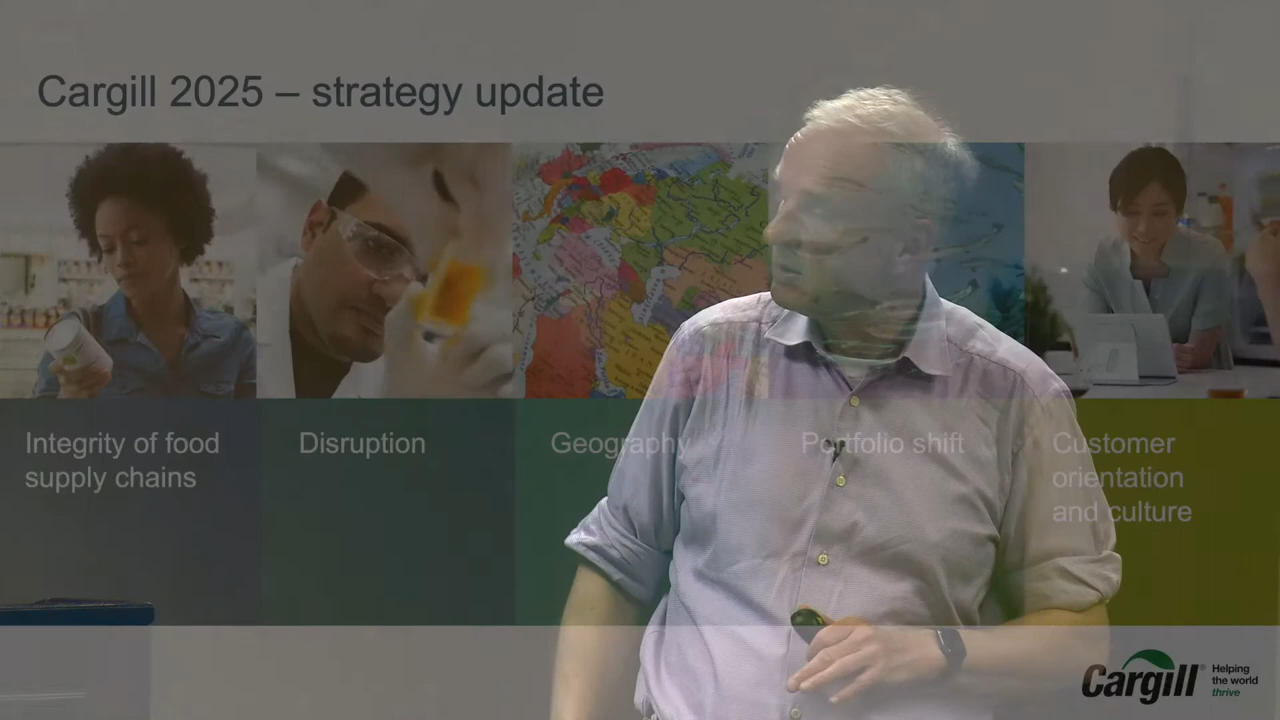 Cargill 2025 – strategy update
Integrity of food
supply chains
Disruption
Geography
Portfolio shift
Customer
orientation
and culture
Cargill®
Helping
the world
thrive